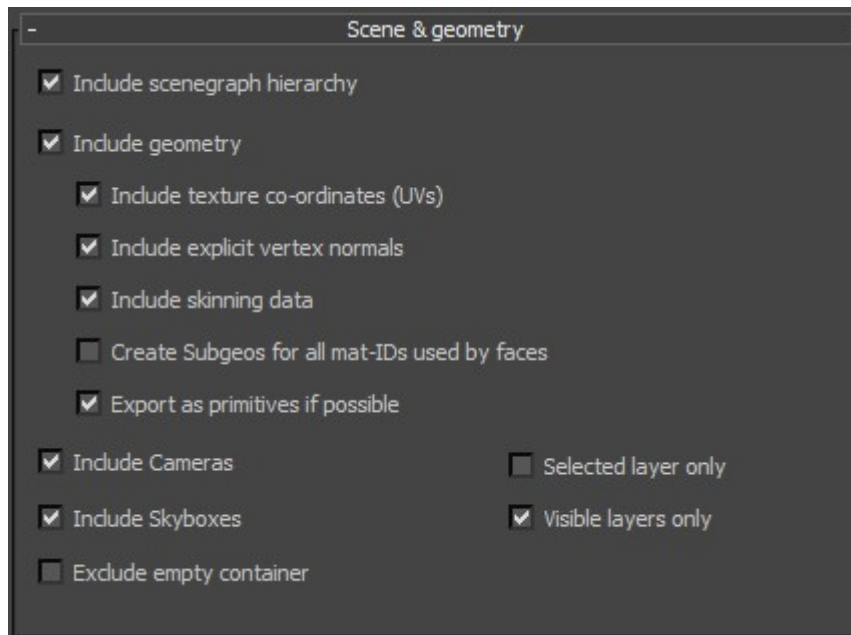 - Scene & geometry
Include scenegraph hierarchy
Include geometry
Include texture co-ordinates (UVs)
Include explicit vertex normals
Include skinning data
Create Subgeos for all mat-IDs used by faces
Export as primitives if possible
Include Cameras
Selected layer only
Include Skyboxes
Visible layers only
Exclude empty container